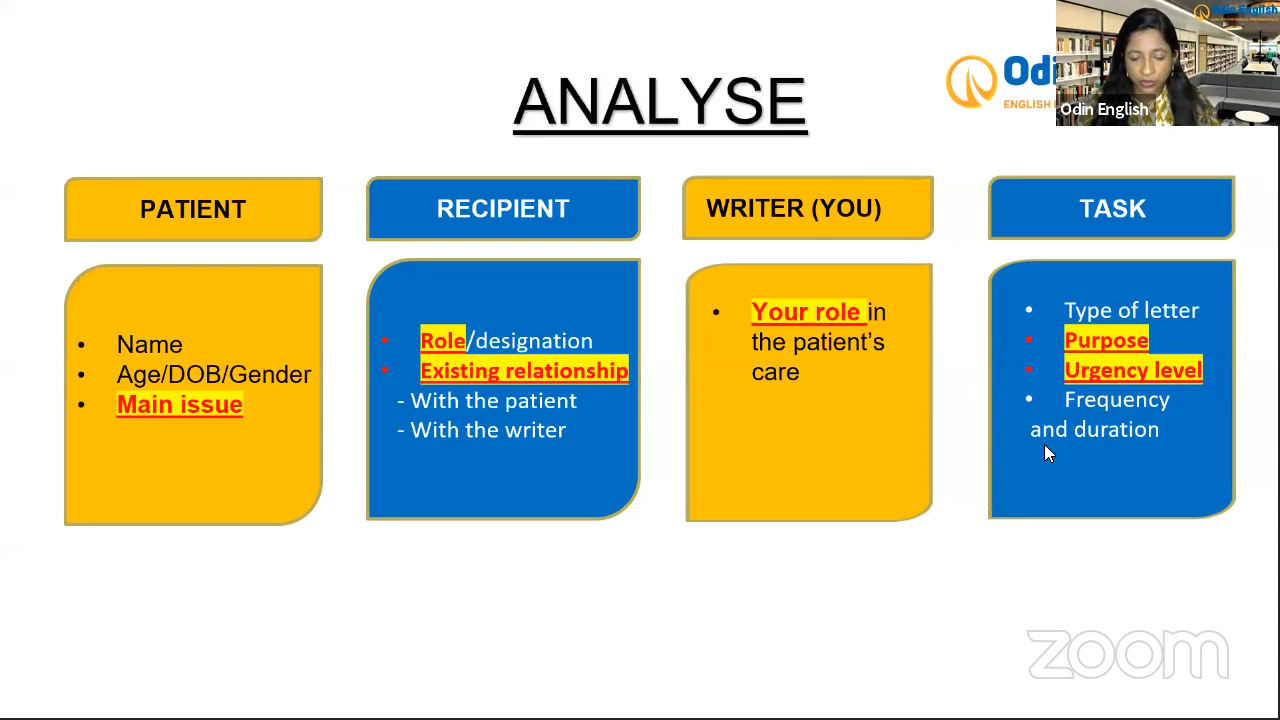 Odin English
ANALYSE
Odi
ENGLISH
Odin English
PATIENT
Name
Age/DOB/Gender
Main issue
RECIPIENT
Role/designation
Existing relationship
- With the patient
- With the writer
WRITER (YOU)
Your role in
the patient's
care
TASK
Type of letter
Purpose
Urgency level
Frequency
and duration
zoom